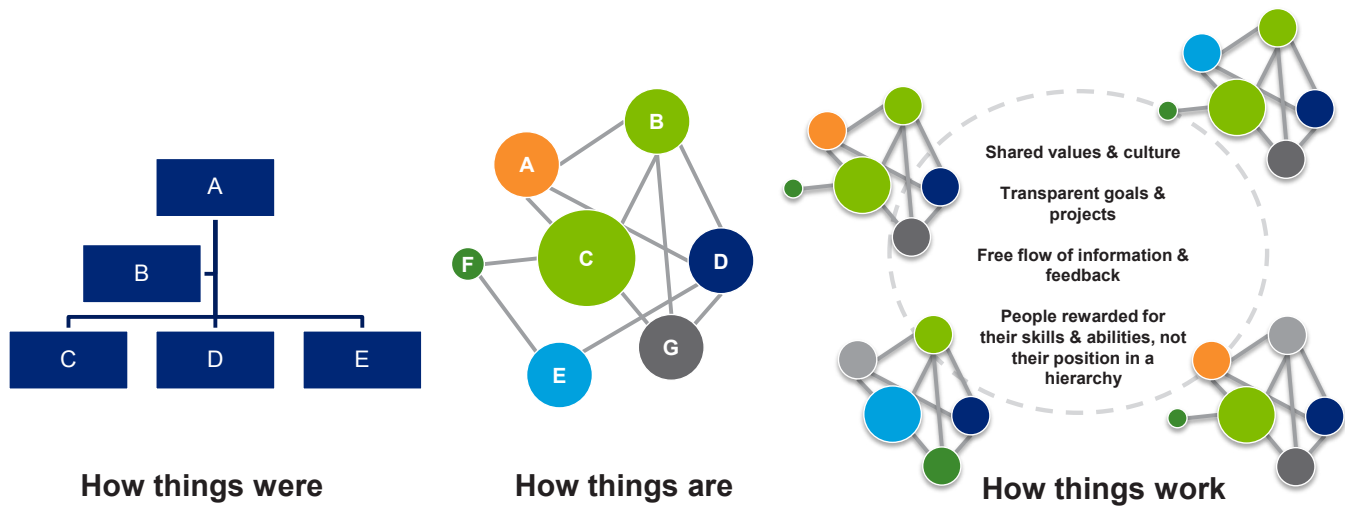 A
B
C
D
E
How things were
A
B
C
D
E
F
G
How things are
Shared values & culture
Transparent goals &
projects
Free flow of information &
feedback
People rewarded for
their skills & abilities, not
their position in a
hierarchy
How things work